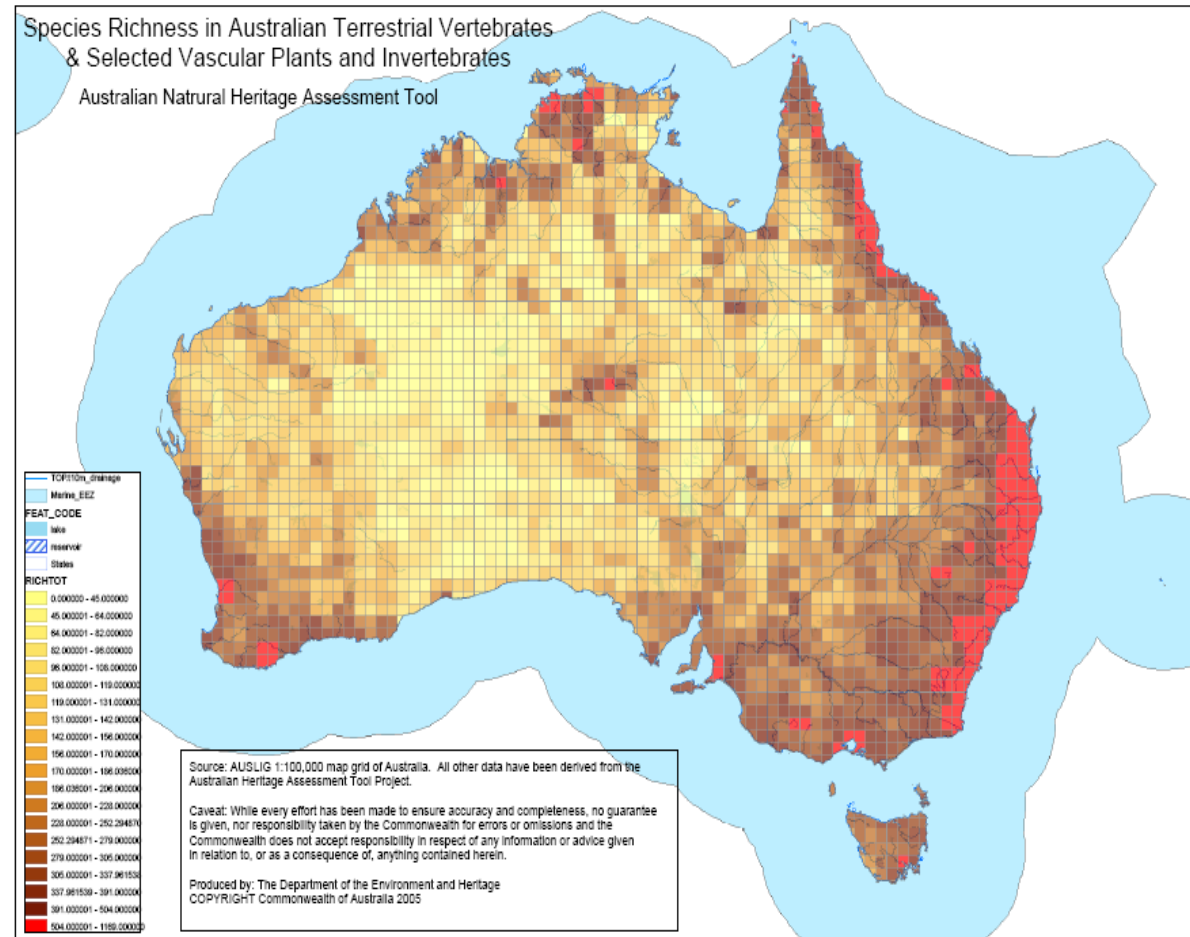 Species Richness in Australian Terrestrial Vertebrates
& Selected Vascular Plants and Invertebrates
Australian Natrural Heritage Assessment Tool
TOP110m_drainage
Marine_EEZ
FEAT_CODE
lake
reservoir
States
RICHTOT
0.000000 - 45.000000
45.000001 - 64.000000
64.000001 - 82.000000
82.000001 - 96.000000
96.000001 - 108.000000
108.000001 - 119.000000
119.000001 - 131.000000
131.000001 - 142.000000
142.000001 - 156.000000
156.000001 - 170.000000
170.000001 - 186.036000
186.036001 - 206.000000
206.000001 - 228.000000
228.000001 - 252.294870
252.294871 - 279.000000
279.000001 - 305.000000
305.000001 - 337.961538
337.961539 - 391.000000
391.000001 - 504.000000
504.000001 - 1169.000000
Source: AUSLIG 1:100,000 map grid of Australia. All other data have been derived from the
Australian Heritage Assessment Tool Project.
Caveat: While every effort has been made to ensure accuracy and completeness, no guarantee
is given, nor responsibility taken by the Commonwealth for errors or omissions and the
Commonwealth does not accept responsibility in respect of any information or advice given
in relation to, or as a consequence of, anything contained herein.
Produced by: The Department of the Environment and Heritage
COPYRIGHT Commonwealth of Australia 2005